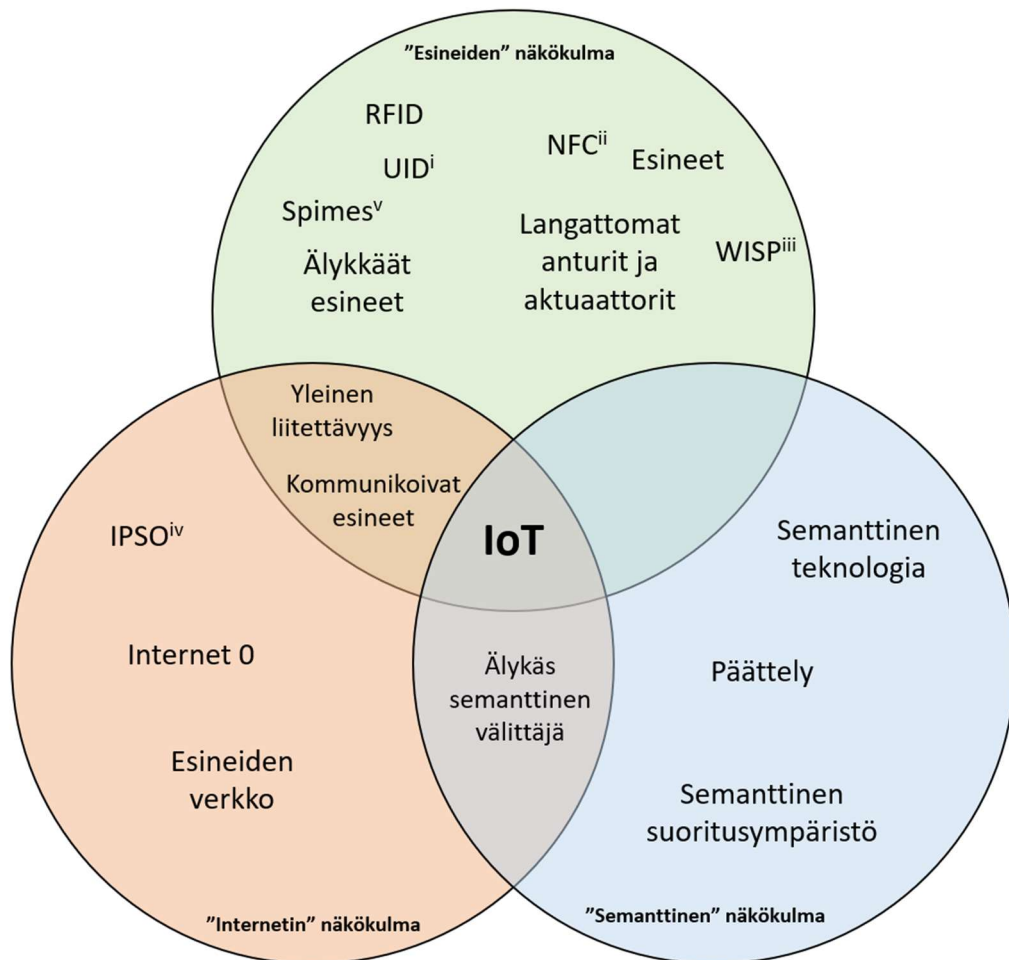 ”Esineiden” näkökulma
RFID
NFCⁱⁱ
Esineet
UIDⁱ
Spimesᵛ
Langattomat
anturit ja
aktuaattorit
WISPⁱⁱⁱ
Älykkäät
esineet
Yleinen
liitettävyys
Kommunikoivat
esineet
IoT
IPSOⁱᵛ
Internet 0
Esineiden
verkko
Älykäs
semanttinen
välittäjä
Semanttinen
teknologia
Päättely
Semanttinen
suoritusympäristö
”Internetin” näkökulma
”Semanttinen” näkökulma